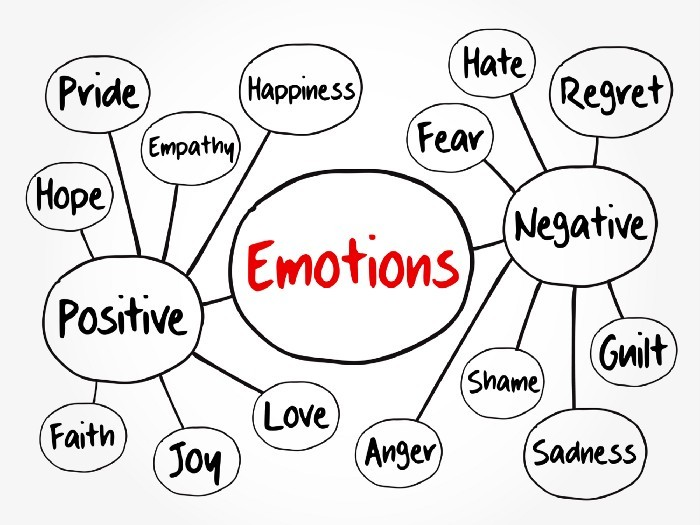 Emotions
Positive
Pride
Empathy
Happiness
Hope
Faith
Joy
Love
Negative
Hate
Regret
Fear
Anger
Shame
Sadness
Guilt